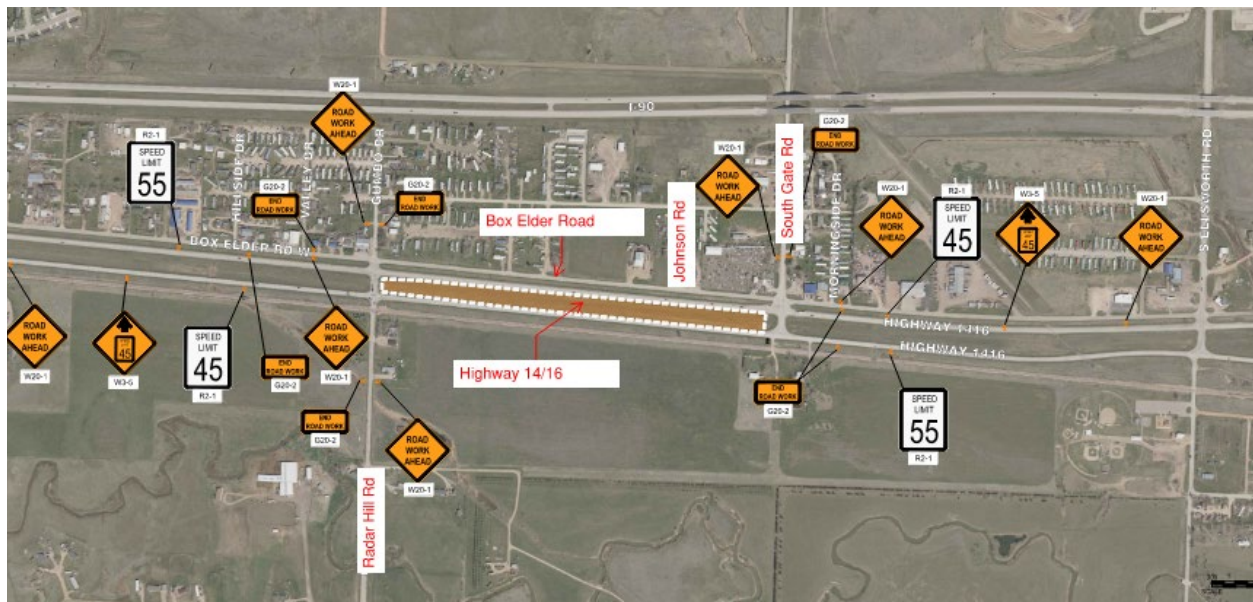 I-90
W20-1
ROAD
WORK
AHEAD
R2-1
SPEED
LIMIT
55
HILLSIDE DR
G20-2
END
ROAD WORK
VALLEY DR
GUMBO DR
G20-2
END
ROAD WORK
Box Elder Road
Johnson Rd
W20-1
ROAD
WORK
AHEAD
South Gate Rd
G20-2
END
ROAD WORK
MORNINGSIDE DR
W20-1
ROAD
WORK
AHEAD
R2-1
SPEED
LIMIT
45
W3-5
45
W20-1
ROAD
WORK
AHEAD
S ELLSWORTH RD
BOX ELDER RD W
ROAD
WORK
AHEAD
W20-1
45
W3-5
SPEED
LIMIT
45
R2-1
END
ROAD WORK
G20-2
ROAD
WORK
AHEAD
W20-1
HIGHWAY 1416
HIGHWAY 1416
Highway 14/16
END
ROAD WORK
G20-2
Radar Hill Rd
ROAD
WORK
AHEAD
W20-1
END
ROAD WORK
G20-2
SPEED
LIMIT
55
R2-1